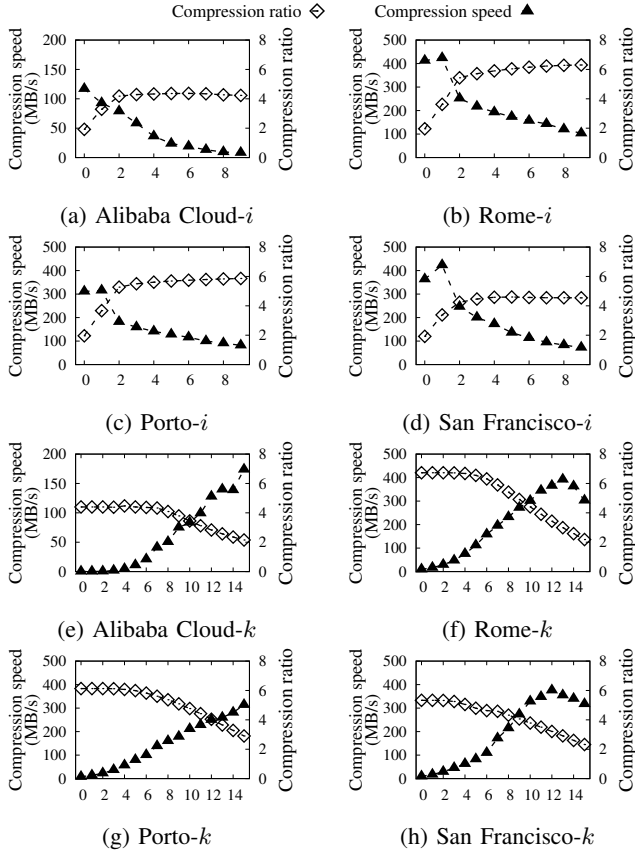 Compression ratio Compression speed
Compression speed (MB/s)
200
150
100
50
0
8
6
4
2
0
Compression ratio
0 2 4 6 8
(a) Alibaba Cloud-i
Compression speed (MB/s)
500
400
300
200
100
0
8
6
4
2
0
Compression ratio
0 2 4 6 8
(b) Rome-i
Compression speed (MB/s)
500
400
300
200
100
0
8
6
4
2
0
Compression ratio
0 2 4 6 8
(c) Porto-i
Compression speed (MB/s)
500
400
300
200
100
0
8
6
4
2
0
Compression ratio
0 2 4 6 8
(d) San Francisco-i
Compression speed (MB/s)
200
150
100
50
0
8
6
4
2
0
Compression ratio
0 2 4 6 8 10 12 14
(e) Alibaba Cloud-k
Compression speed (MB/s)
500
400
300
200
100
0
8
6
4
2
0
Compression ratio
0 2 4 6 8 10 12 14
(f) Rome-k
Compression speed (MB/s)
500
400
300
200
100
0
8
6
4
2
0
Compression ratio
0 2 4 6 8 10 12 14
(g) Porto-k
Compression speed (MB/s)
500
400
300
200
100
0
8
6
4
2
0
Compression ratio
0 2 4 6 8 10 12 14
(h) San Francisco-k